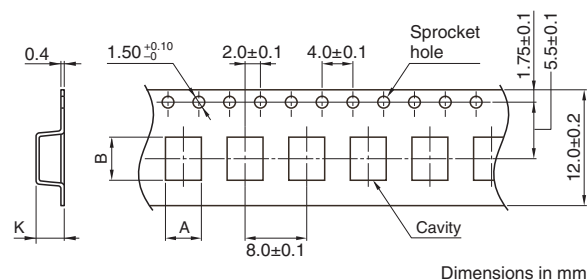 Sprocket
hole
0.4
1.50 +0.10 −0
2.0±0.1
4.0±0.1
1.75±0.1
5.5±0.1
B
12.0±0.2
K
A
8.0±0.1
Cavity
Dimensions in mm